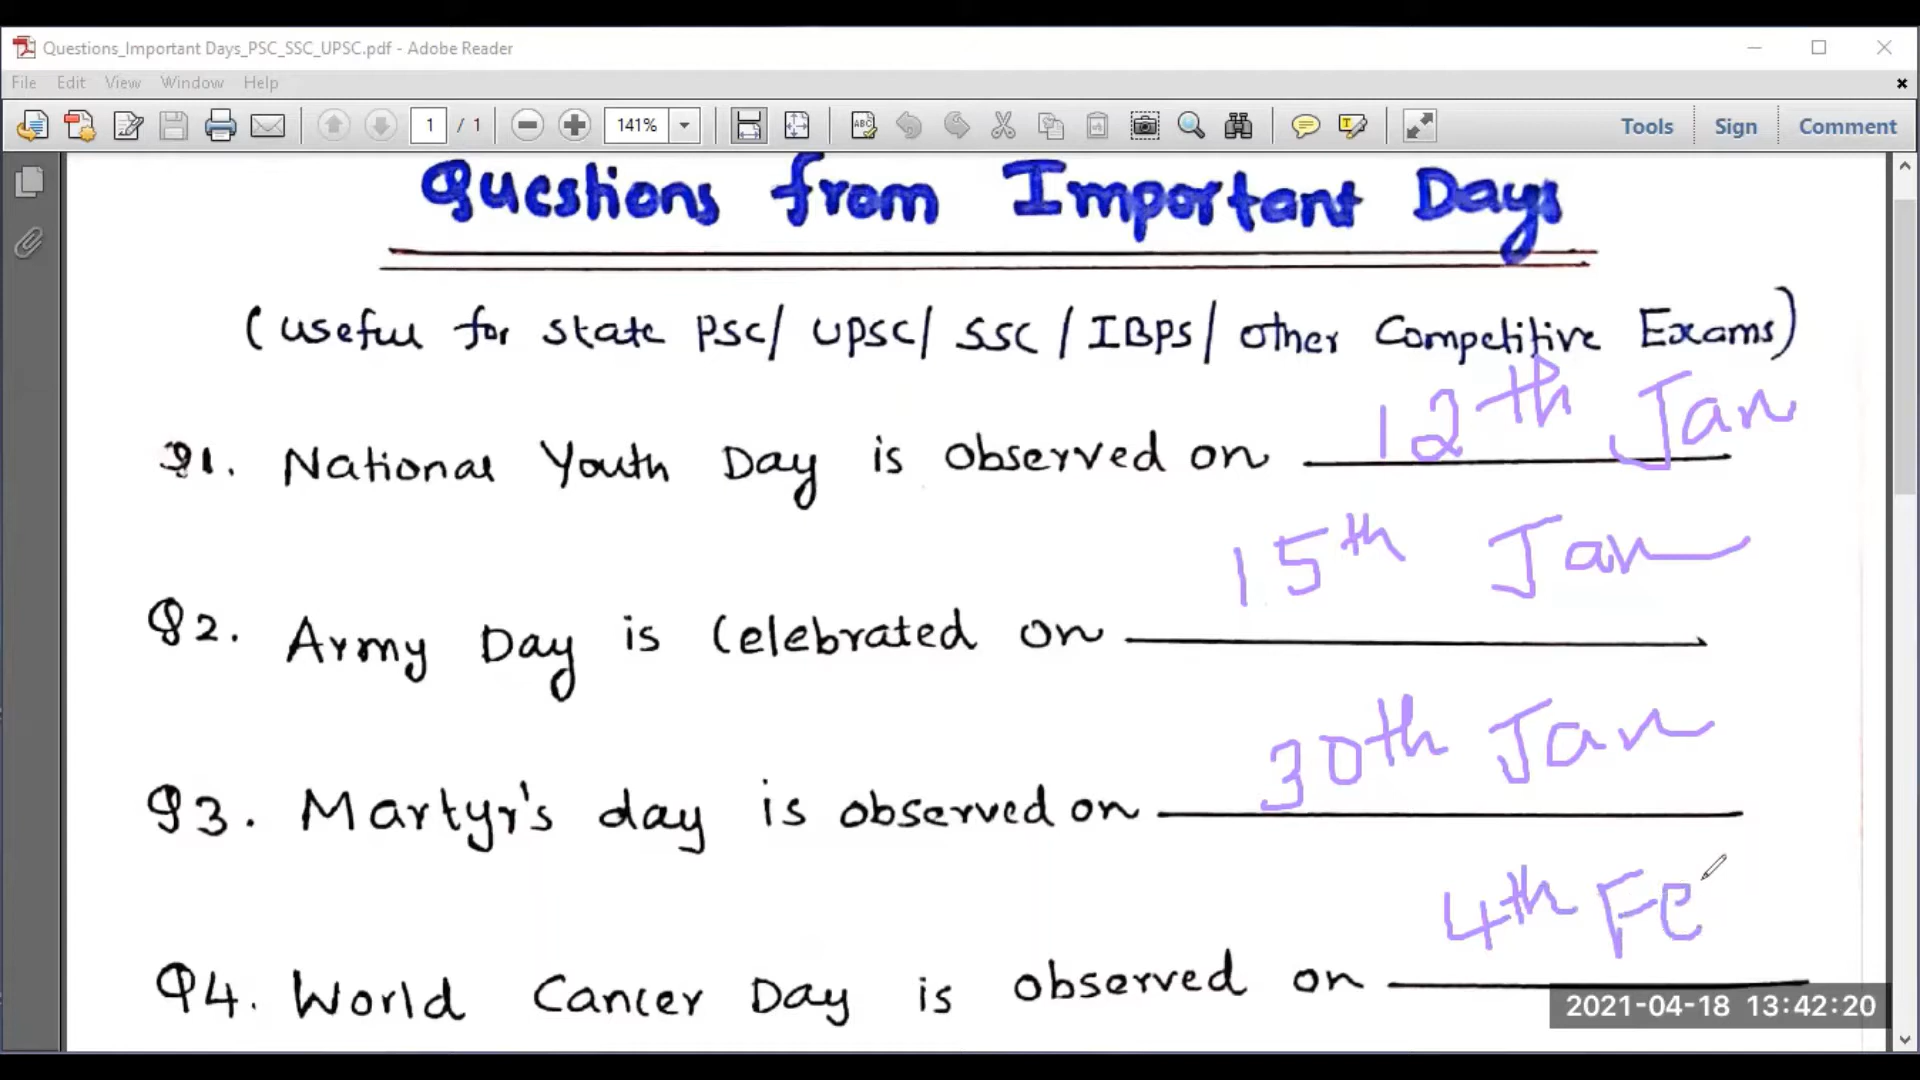 Questions_Important Days_PSC_SSC_UPSC.pdf - Adobe Reader
File Edit View Window Help
1 / 1 141% Tools Sign Comment
Questions from Important Days
(Useful for state PSC/ UPSC/ SSC / IBPS/ other Competitive Exams)
Q1. National Youth Day is observed on 12th Jan
Q2. Army Day is Celebrated on 15th Jan
Q3. Martyr's day is observed on 30th Jan
Q4. World Cancer Day is observed on 4th Fe
2021-04-18 13:42:20